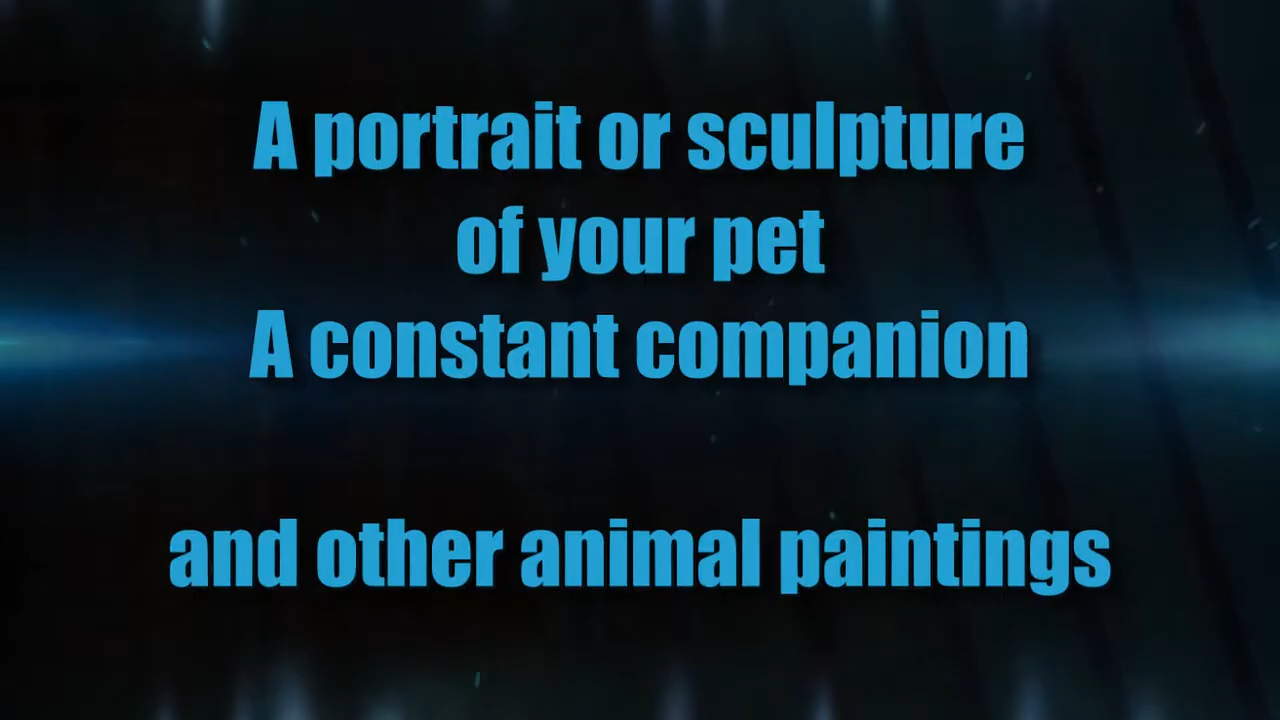 A portrait or sculpture
of your pet
A constant companion
and other animal paintings